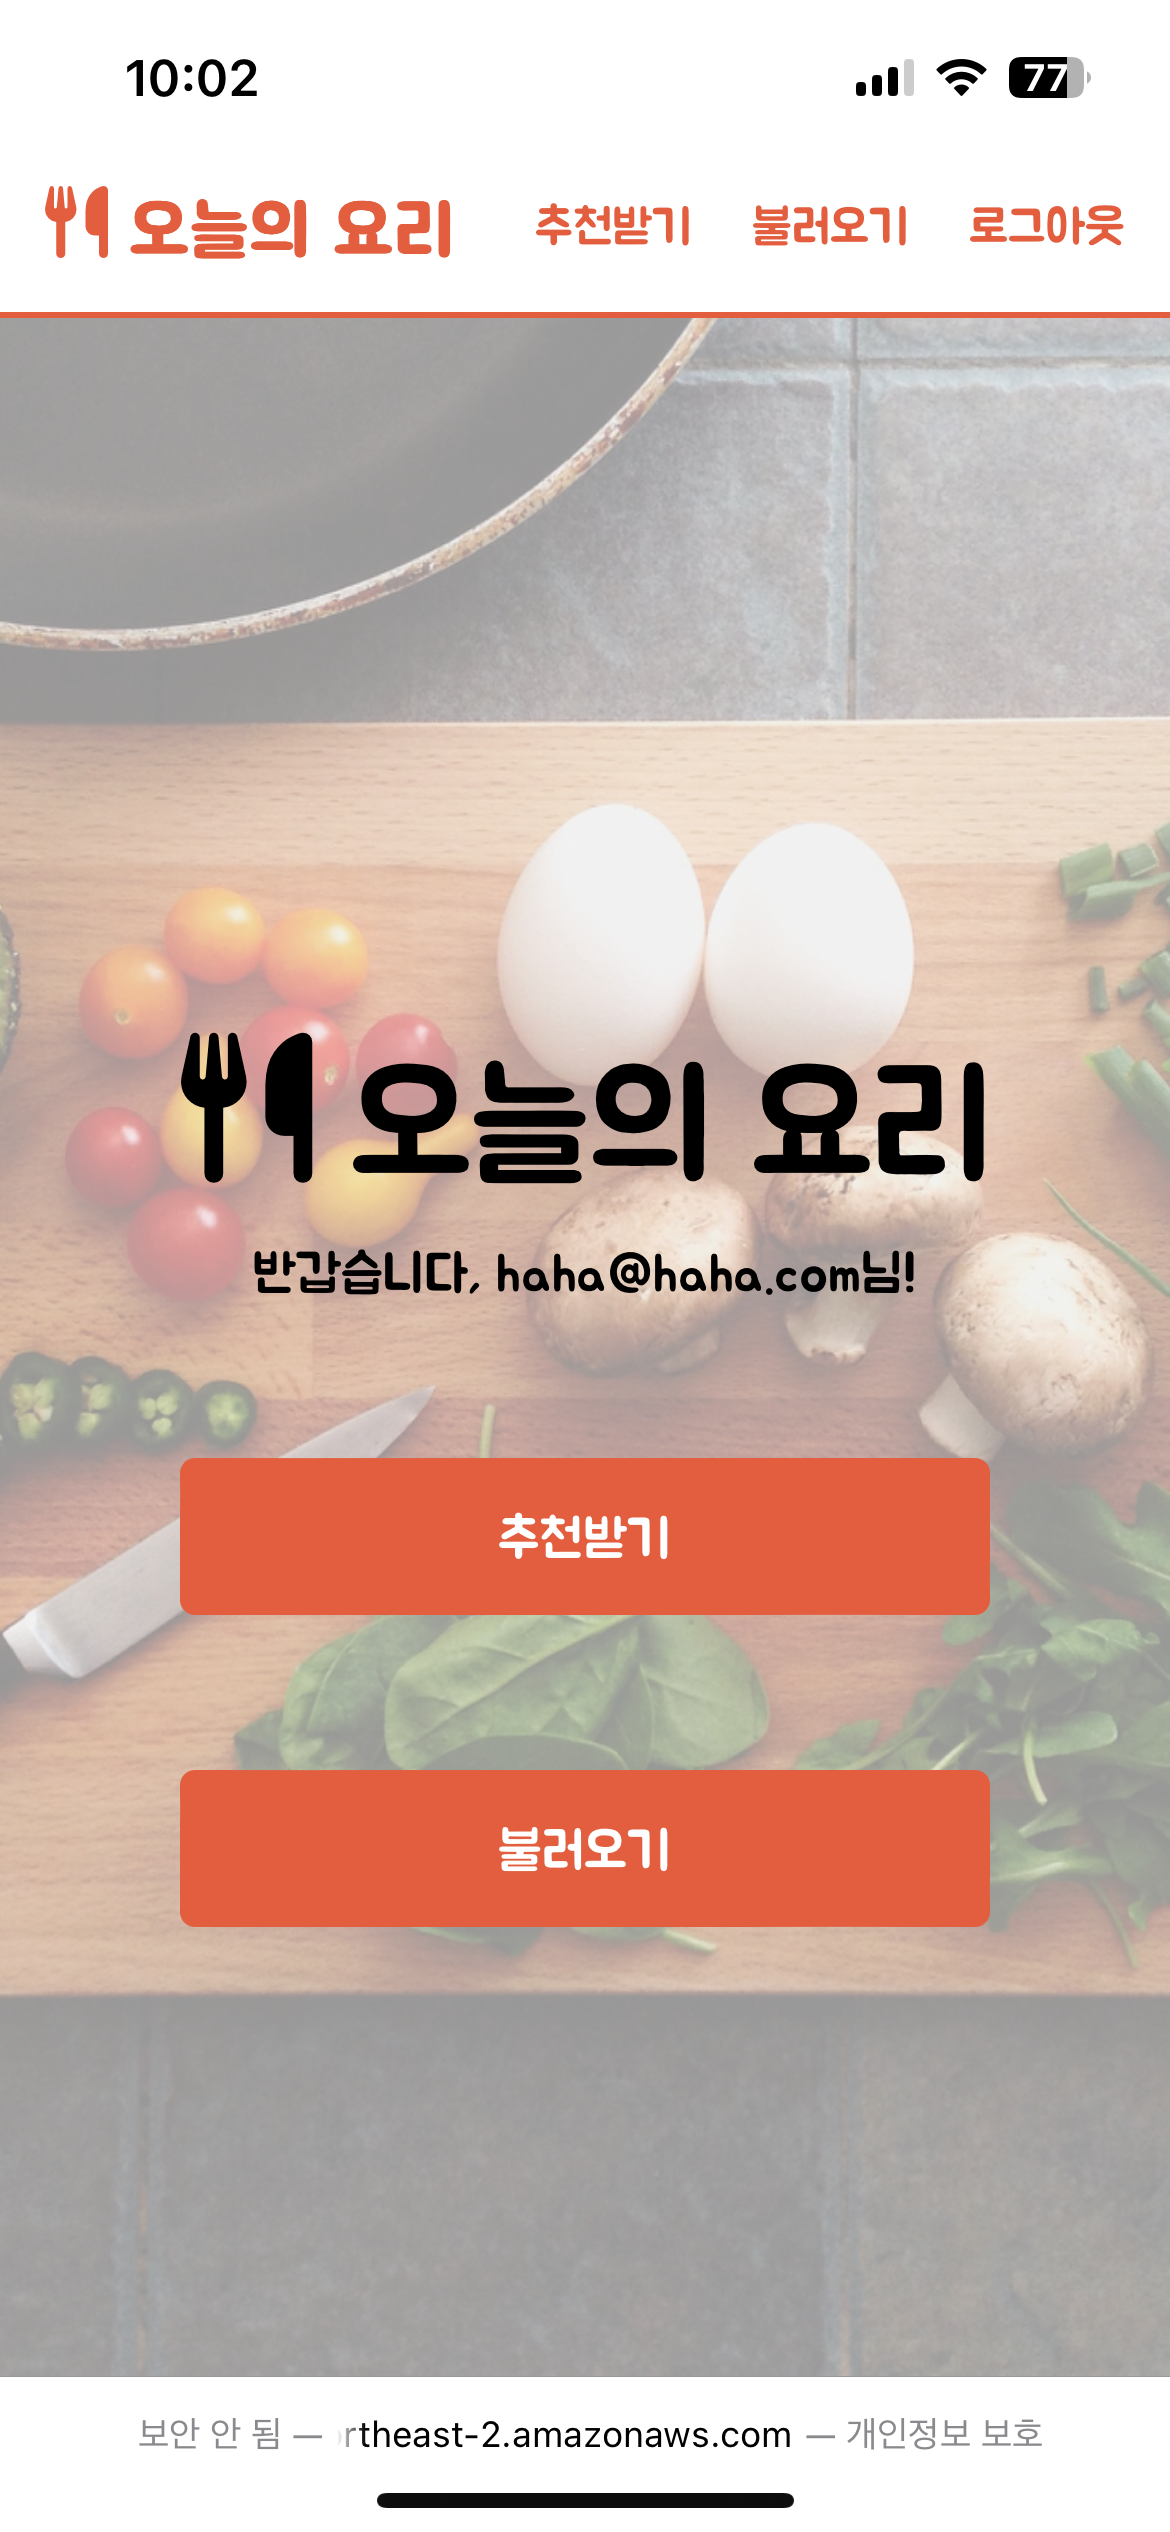 10:02
77
오늘의 요리 추천받기 불러오기 로그아웃
오늘의 요리
반갑습니다, haha@haha.com님!
추천받기
불러오기
보안 안 됨 — rtheast-2.amazonaws.com — 개인정보 보호